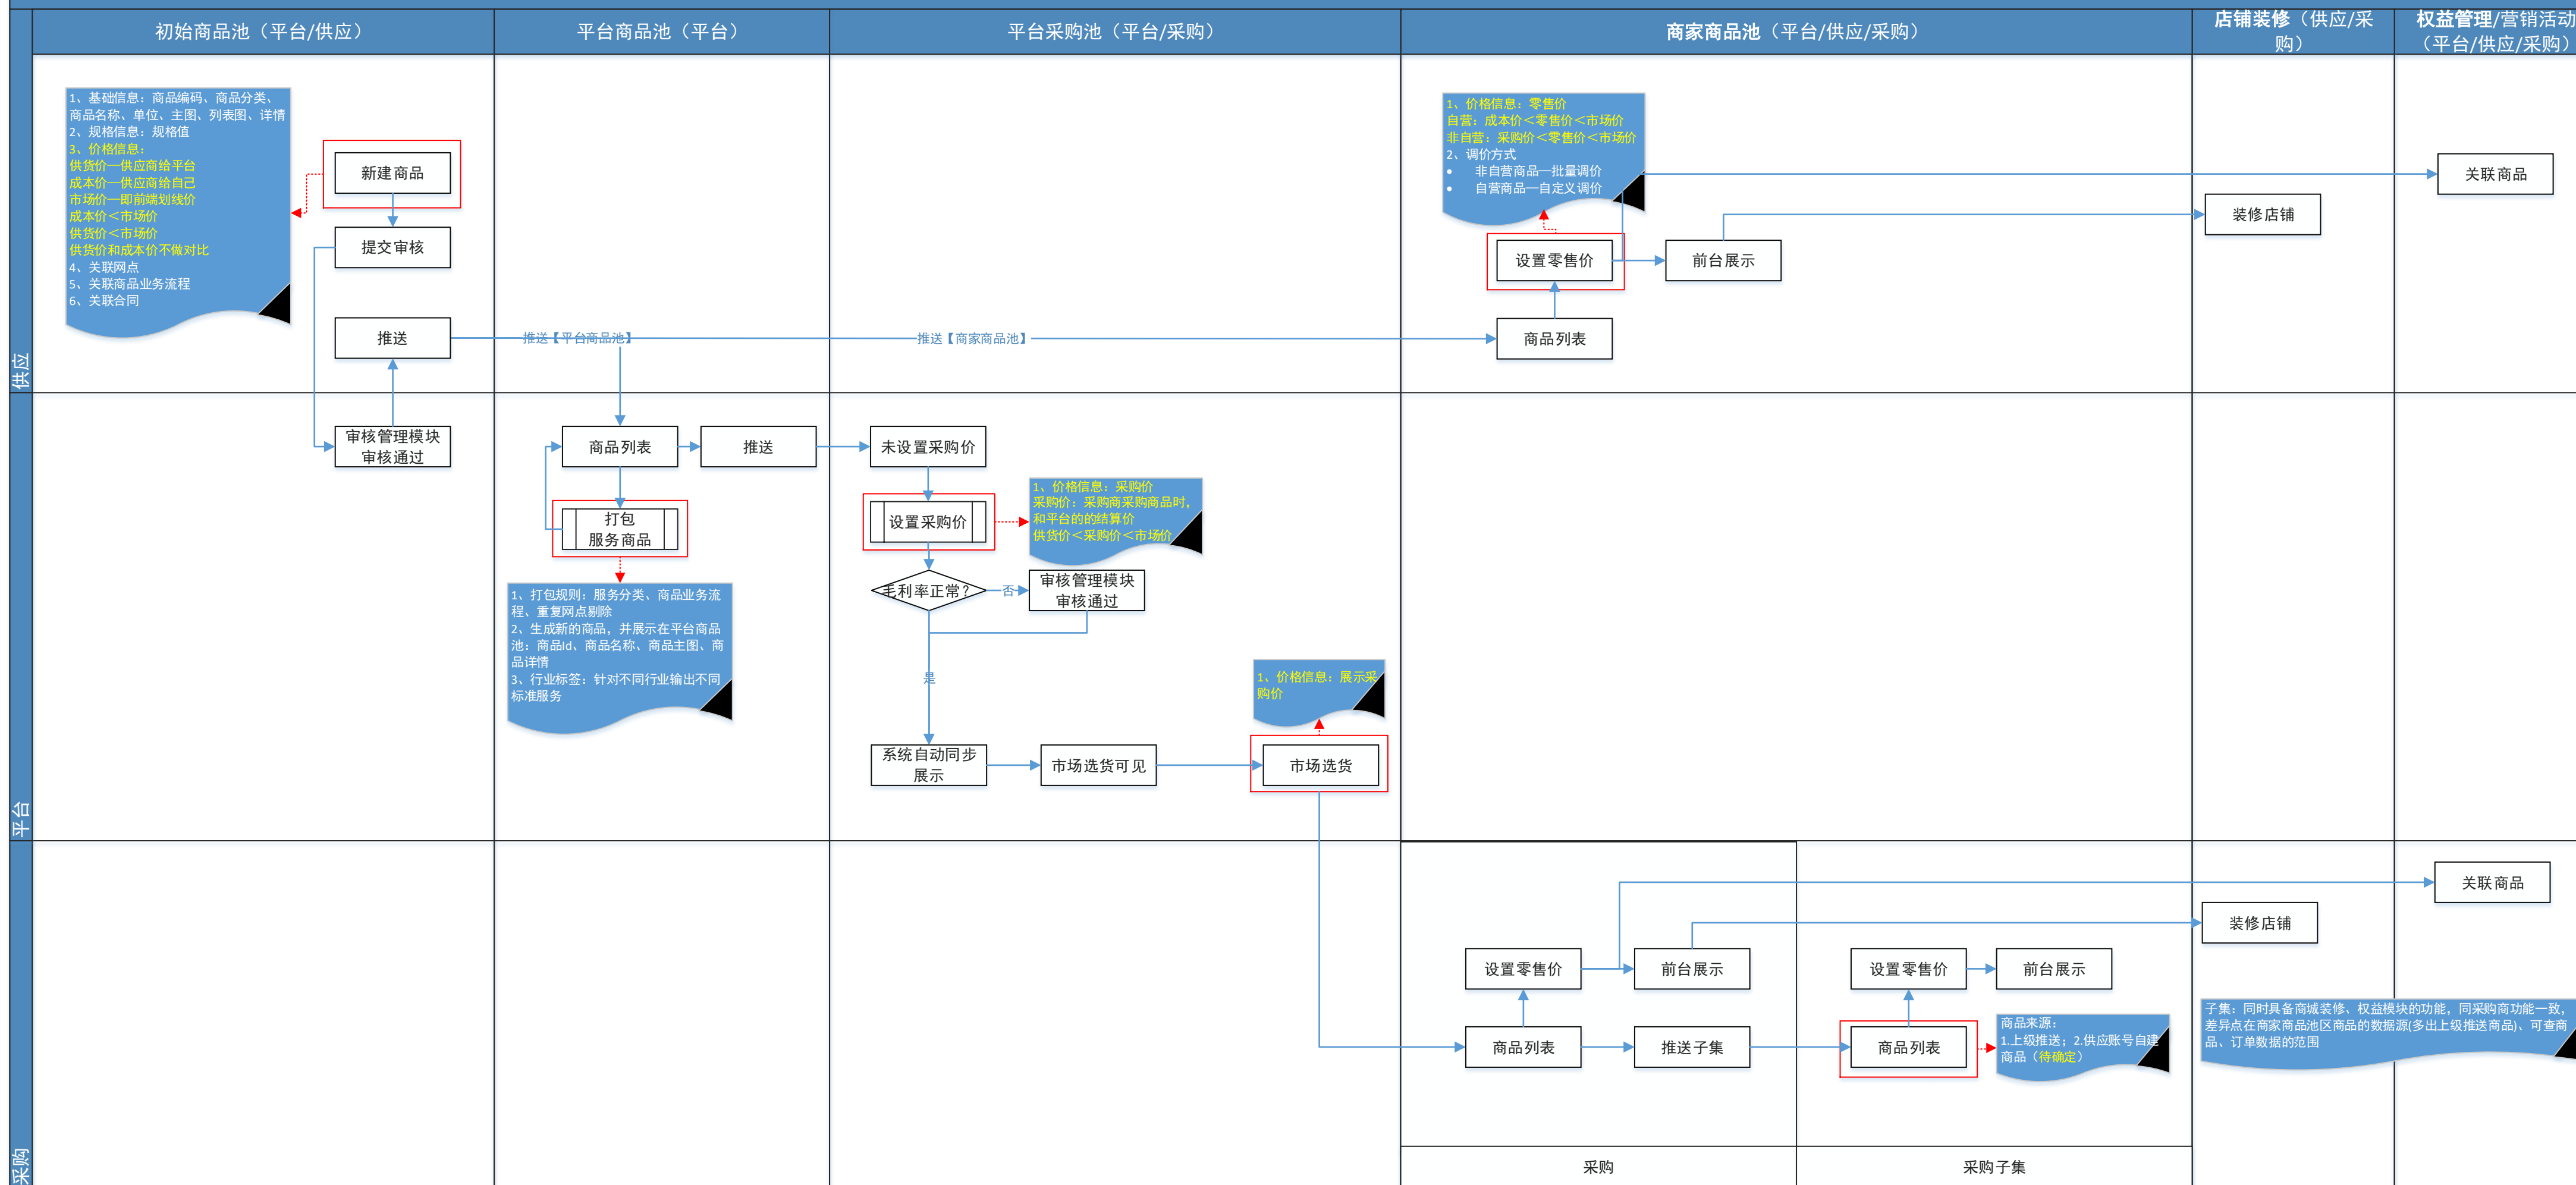 初始商品池（平台/供应）
平台商品池（平台）
平台采购池（平台/采购）
商家商品池（平台/供应/采购）
店铺装修（供应/采
购）
权益管理/营销活动
（平台/供应/采购）
供应
1、基础信息：商品编码、商品分类、
商品名称、单位、主图、列表图、详情
2、规格信息：规格值
3、价格信息：
供货价—供应商给平台
成本价—供应商给自己
市场价—即前端划线价
成本价＜市场价
供货价＜市场价
供货价和成本价不做对比
4、关联网点
5、关联商品业务流程
6、关联合同
新建商品
提交审核
推送
推送【平台商品池】
推送【商家商品池】
1、价格信息：零售价
自营：成本价＜零售价＜市场价
非自营：采购价＜零售价＜市场价
2、调价方式
• 非自营商品—批量调价
• 自营商品—自定义调价
设置零售价
前台展示
商品列表
装修店铺
关联商品
平台
审核管理模块
审核通过
商品列表
推送
打包
服务商品
1、打包规则：服务分类、商品业务流
程、重复网点剔除
2、生成新的商品，并展示在平台商品
池：商品Id、商品名称、商品主图、商
品详情
3、行业标签：针对不同行业输出不同
标准服务
未设置采购价
设置采购价
1、价格信息：采购价
采购价：采购商采购商品时，
和平台的的结算价
供货价＜采购价＜市场价
毛利率正常？
否
审核管理模块
审核通过
是
系统自动同步
展示
市场选货可见
1、价格信息：展示采
购价
市场选货
采购
设置零售价
前台展示
商品列表
推送子集
设置零售价
前台展示
商品列表
商品来源：
1.上级推送；2.供应账号自建
商品（待确定）
装修店铺
关联商品
子集：同时具备商城装修、权益模块的功能，同采购商功能一致，
差异点在商家商品池区商品的数据源(多出上级推送商品)、可查商
品、订单数据的范围
采购
采购子集